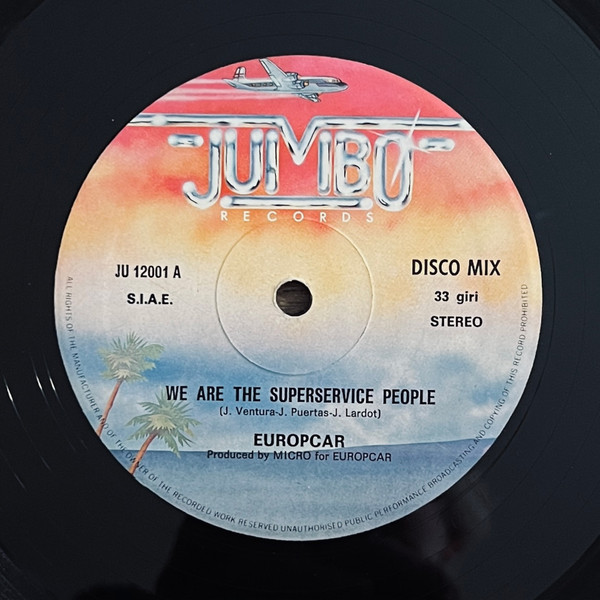 JUMBO
RECORDS
JU 12001 A
DISCO MIX
S.I.A.E.
33 giri
STEREO
WE ARE THE SUPERSERVICE PEOPLE
(J. Ventura-J. Puertas-J. Lardot)
EUROPCAR
Produced by MICRO for EUROPCAR
ALL RIGHTS OF THE MANUFACTURER AND OF THE OWNER OF THE RECORDED WORK RESERVED UNAUTHORISED PUBLIC PERFORMANCE BROADCASTING AND COPYING OF THIS RECORD PROHIBITED